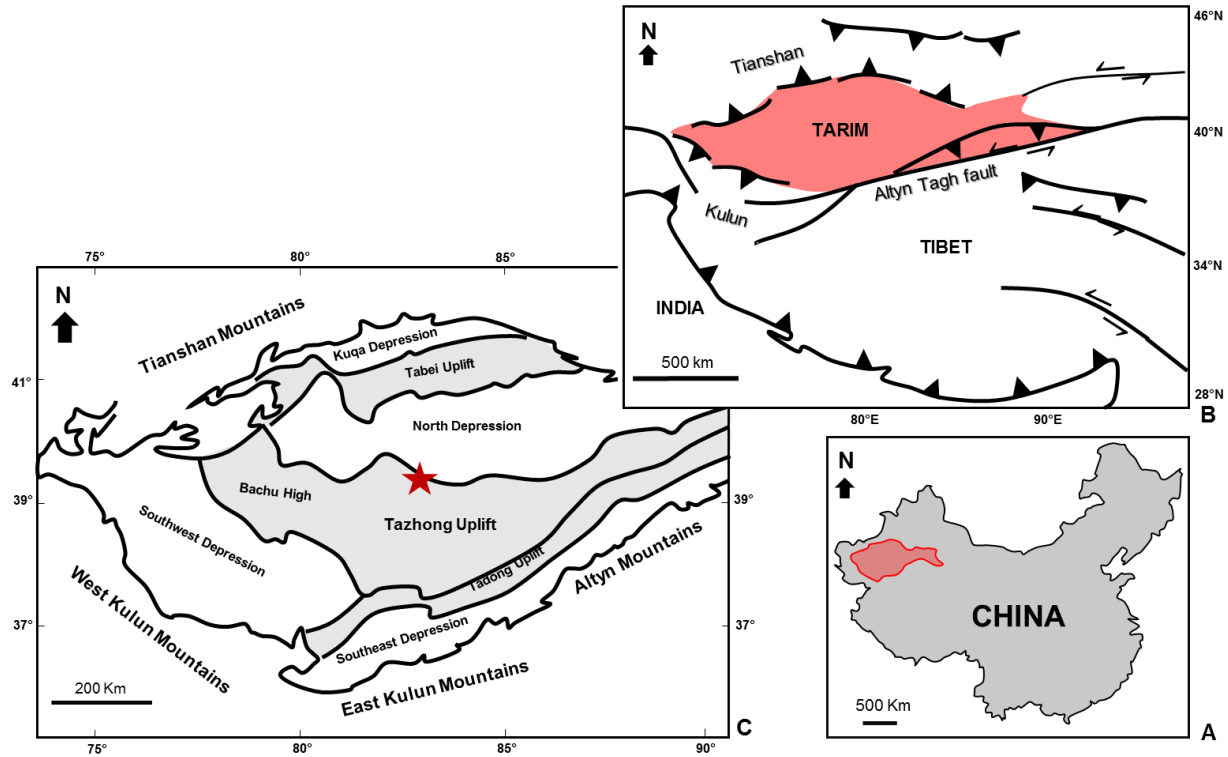 46°N
N
Tianshan
TARIM
40°N
Altyn Tagh fault
Kulun
TIBET
34°N
INDIA
500 km
28°N
80°E
90°E
B
75°
80°
85°
N
Tianshan Mountains
Kuqa Depression
Tabei Uplift
41°
North Depression
Bachu High
39°
39°
Southwest Depression
Tazhong Uplift
Tadong Uplift
Altyn Mountains
West Kulun Mountains
37°
37°
Southeast Depression
East Kulun Mountains
200 Km
C
75°
80°
85°
90°
N
CHINA
500 Km
A